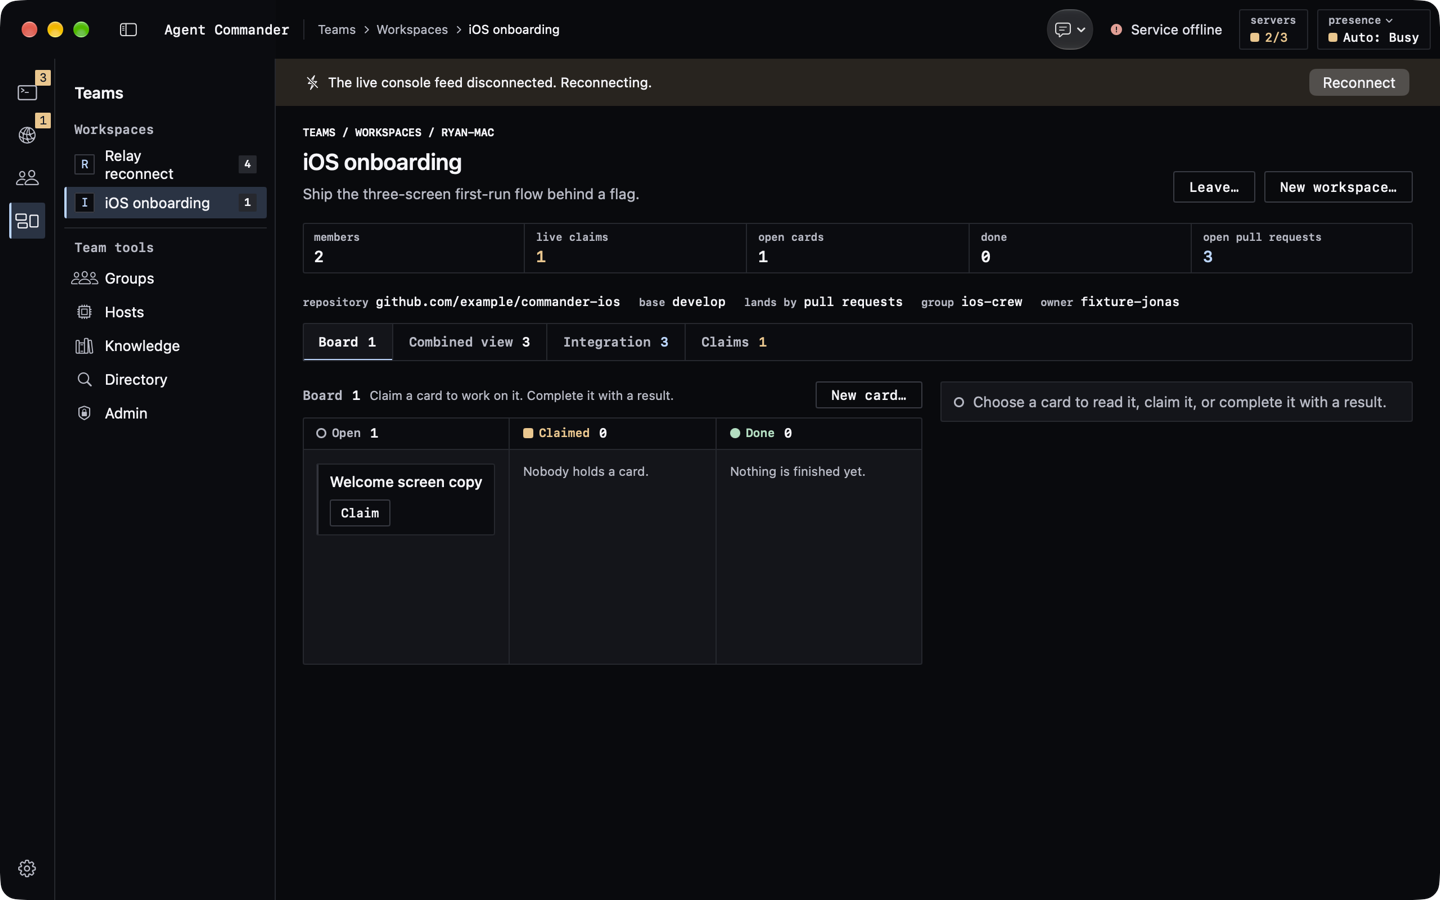 Agent Commander
Teams > Workspaces > iOS onboarding
Service offline
servers
2/3
presence
Auto: Busy
3
1
Teams
Workspaces
R Relay reconnect 4
I iOS onboarding 1
Team tools
Groups
Hosts
Knowledge
Directory
Admin
The live console feed disconnected. Reconnecting.
Reconnect
TEAMS / WORKSPACES / RYAN-MAC
iOS onboarding
Ship the three-screen first-run flow behind a flag.
Leave…
New workspace…
members
2
live claims
1
open cards
1
done
0
open pull requests
3
repository github.com/example/commander-ios base develop lands by pull requests group ios-crew owner fixture-jonas
Board 1
Combined view 3
Integration 3
Claims 1
Board 1 Claim a card to work on it. Complete it with a result.
New card…
Open 1
Claimed 0
Done 0
Welcome screen copy
Claim
Nobody holds a card.
Nothing is finished yet.
Choose a card to read it, claim it, or complete it with a result.